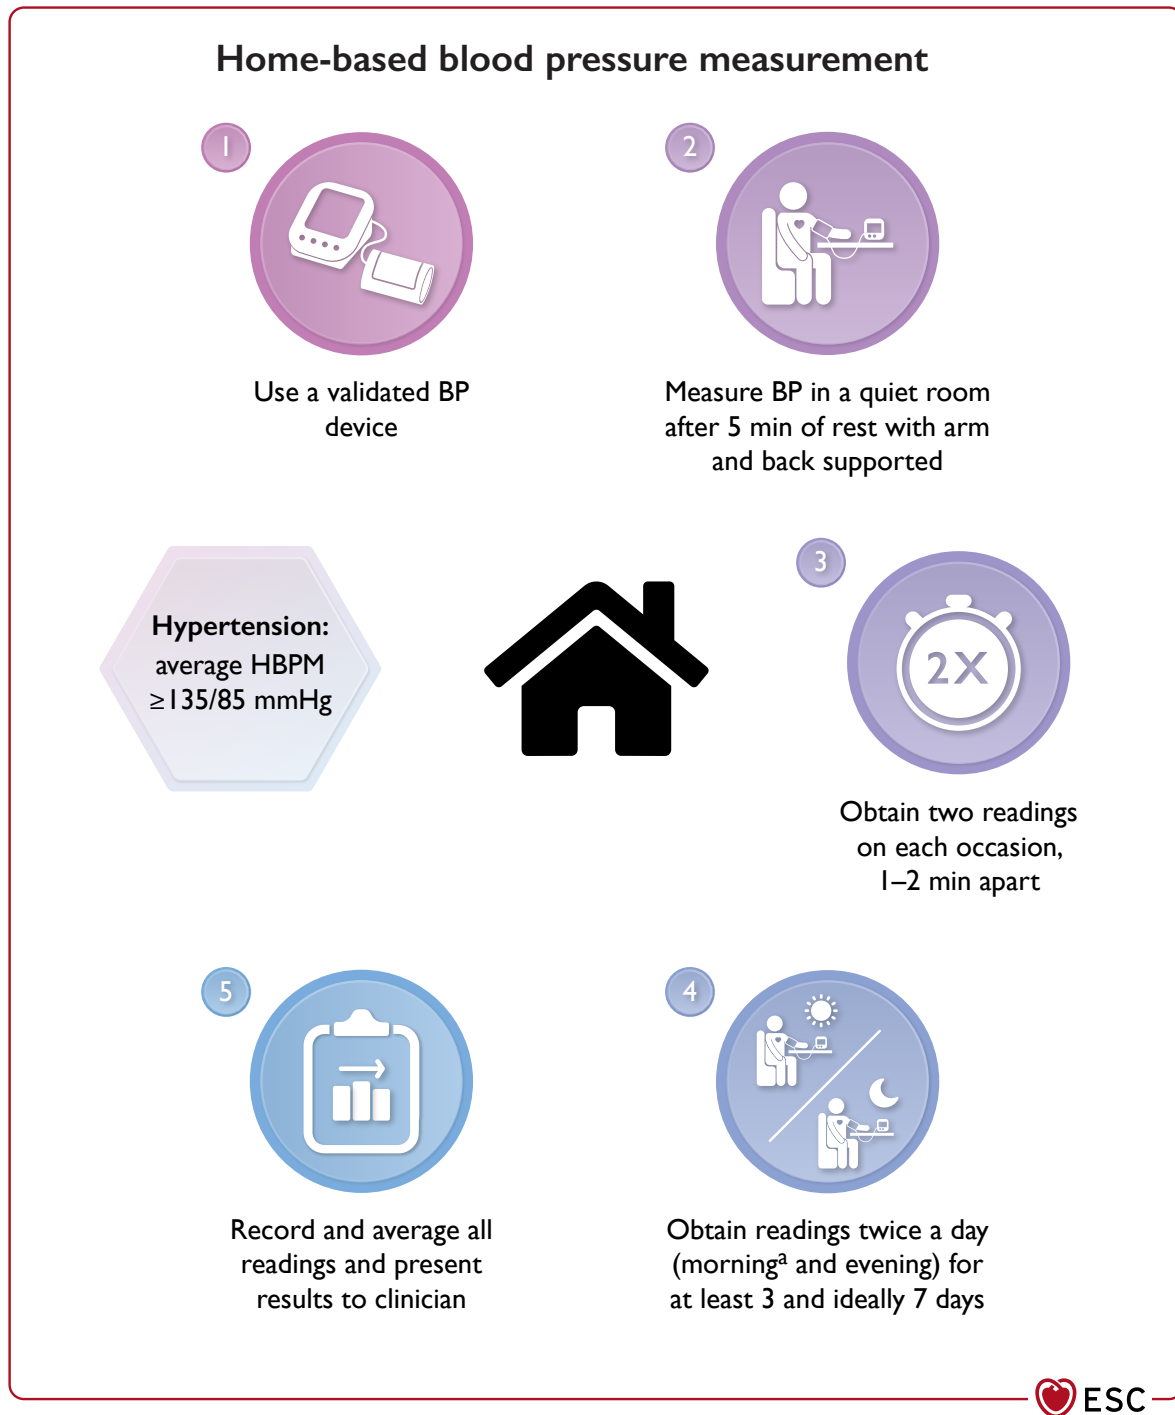 Home-based blood pressure measurement
1
Use a validated BP
device
2
Measure BP in a quiet room
after 5 min of rest with arm
and back supported
Hypertension:
average HBPM
≥135/85 mmHg
3
2X
Obtain two readings
on each occasion,
1–2 min apart
4
Obtain readings twice a day
(morningᵃ and evening) for
at least 3 and ideally 7 days
5
Record and average all
readings and present
results to clinician
ESC